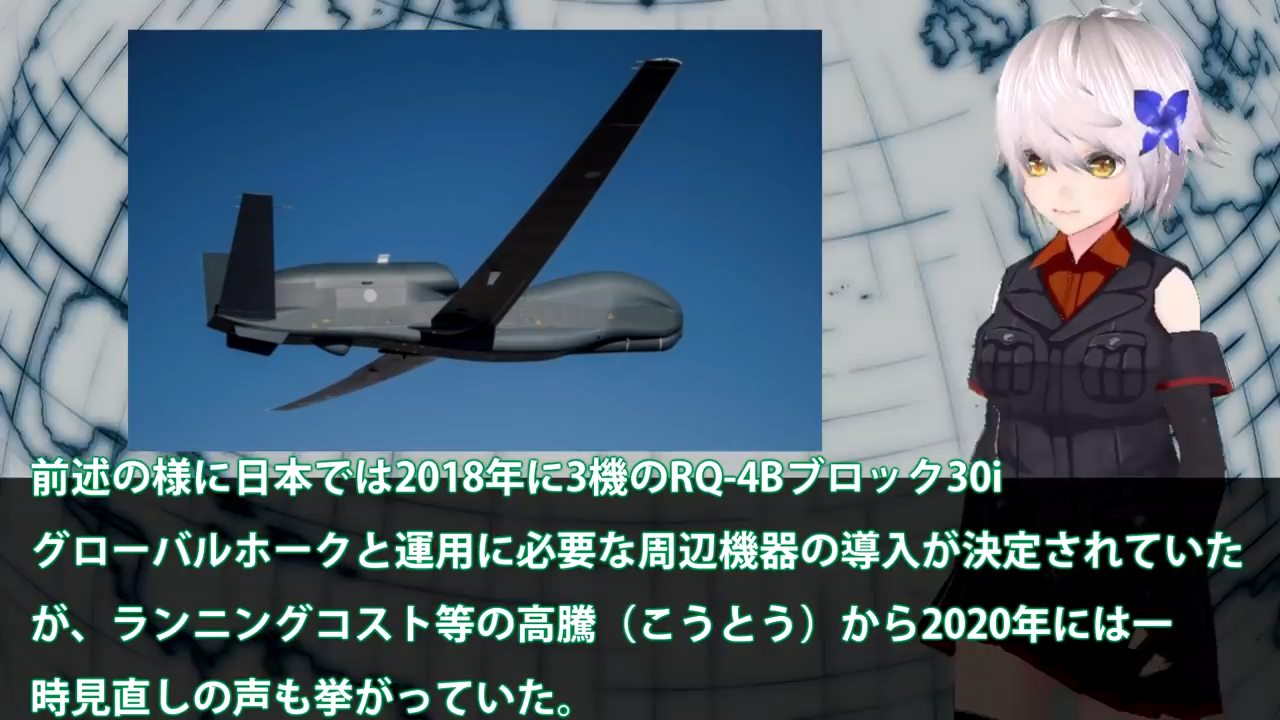 前述の様に日本では2018年に3機のRQ-4Bブロック30i
グローバルホークと運用に必要な周辺機器の導入が決定されていた
が、ランニングコスト等の高騰（こうとう）から2020年には一
時見直しの声も挙がっていた。